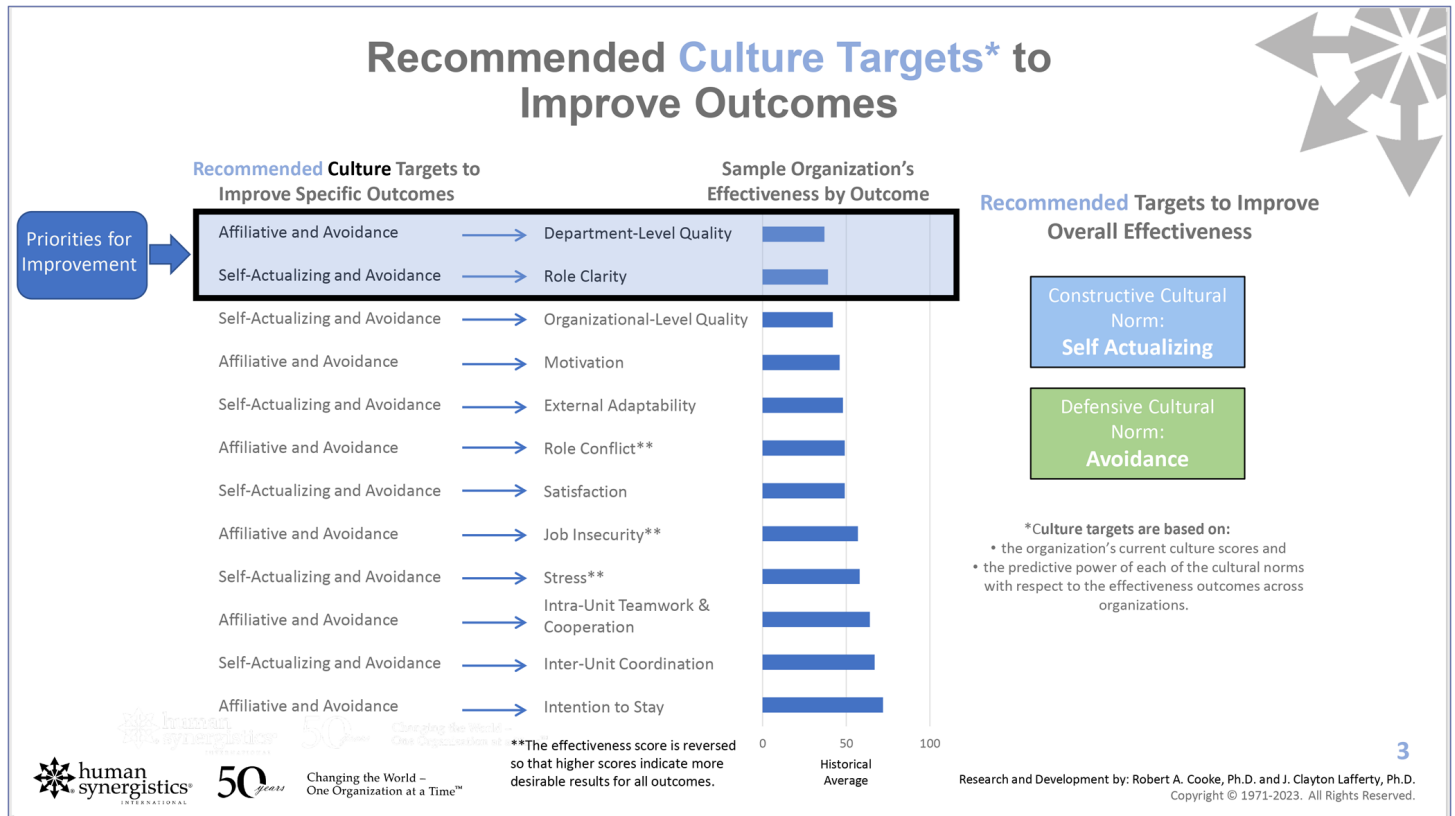 Recommended Culture Targets* to
Improve Outcomes
Recommended Culture Targets to
Improve Specific Outcomes
Sample Organization's
Effectiveness by Outcome
Priorities for
Improvement
Affiliative and Avoidance
Department-Level Quality
Self-Actualizing and Avoidance
Role Clarity
Self-Actualizing and Avoidance
Organizational-Level Quality
Affiliative and Avoidance
Motivation
Self-Actualizing and Avoidance
External Adaptability
Affiliative and Avoidance
Role Conflict**
Self-Actualizing and Avoidance
Satisfaction
Affiliative and Avoidance
Job Insecurity**
Self-Actualizing and Avoidance
Stress**
Affiliative and Avoidance
Intra-Unit Teamwork &
Cooperation
Self-Actualizing and Avoidance
Inter-Unit Coordination
Affiliative and Avoidance
Intention to Stay
0
50
100
Historical
Average
Recommended Targets to Improve
Overall Effectiveness
Constructive Cultural
Norm:
Self Actualizing
Defensive Cultural
Norm:
Avoidance
*Culture targets are based on:
• the organization's current culture scores and
• the predictive power of each of the cultural norms
with respect to the effectiveness outcomes across
organizations.
**The effectiveness score is reversed
so that higher scores indicate more
desirable results for all outcomes.
human
synergistics®
INTERNATIONAL
50 years
Changing the World –
One Organization at a Time™
3
Research and Development by: Robert A. Cooke, Ph.D. and J. Clayton Lafferty, Ph.D.
Copyright © 1971-2023. All Rights Reserved.